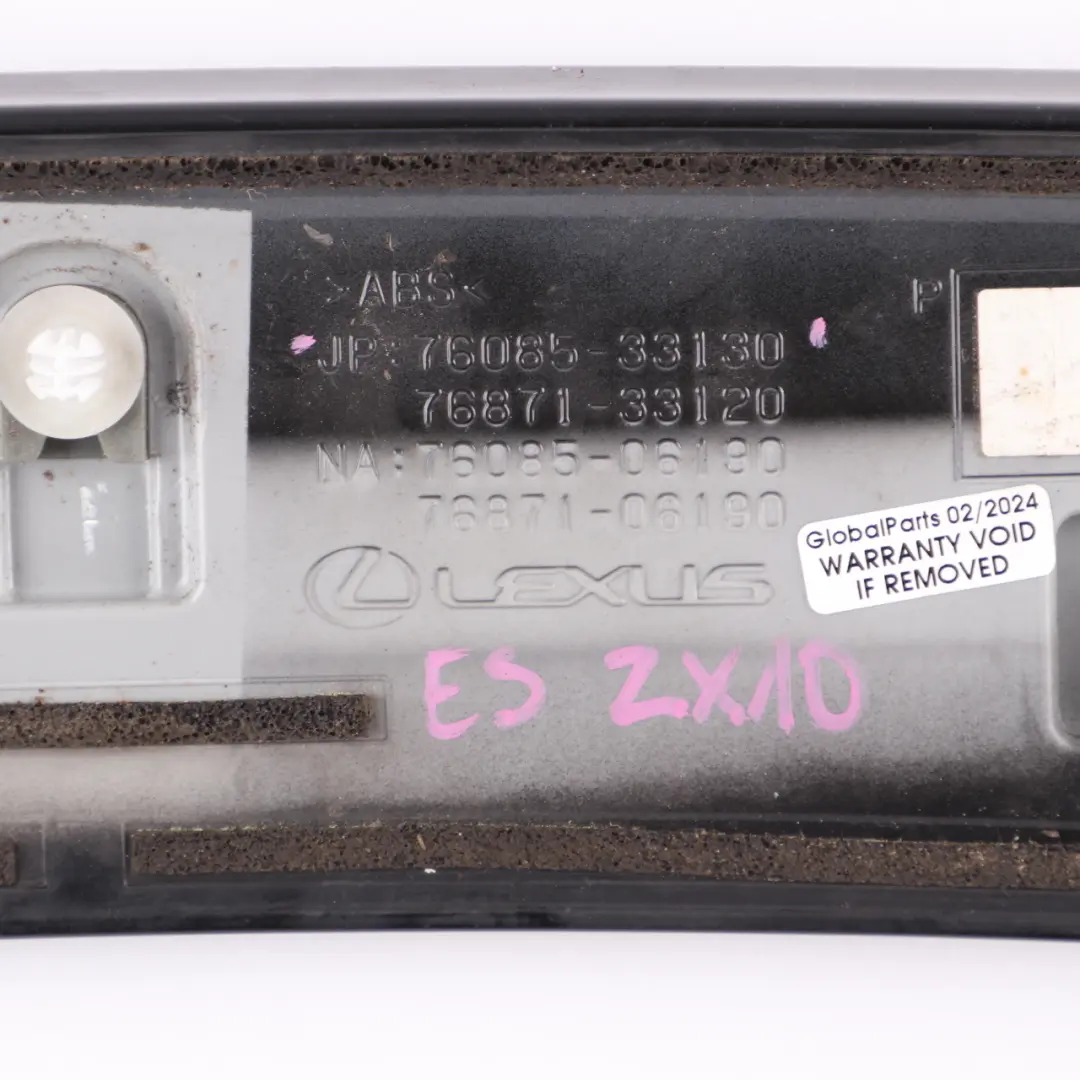 >ABS<
P
JP:76085-33130
76871-33120
NA:76085-06190
76871-06190
LEXUS
GlobalParts 02/2024
WARRANTY VOID
IF REMOVED
ES ZX10